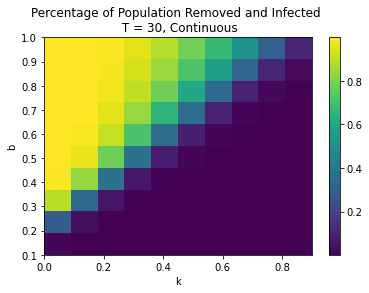 Percentage of Population Removed and Infected
T = 30, Continuous
1.0
0.9
0.8
0.7
0.6
0.5
0.4
0.3
0.2
0.1
b
0.0 0.2 0.4 0.6 0.8
k
0.8
0.6
0.4
0.2